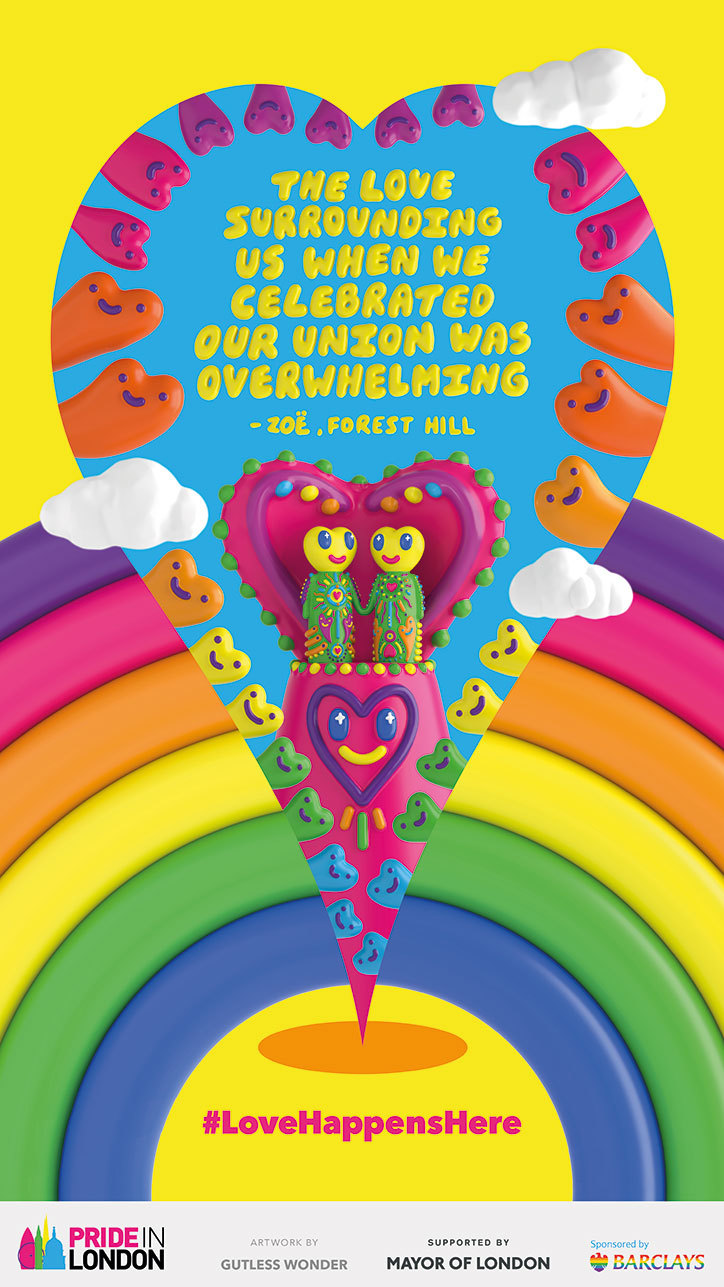 THE LOVE
SURROUNDING
US WHEN WE
CELEBRATED
OUR UNION WAS
OVERWHELMING
- ZOË, FOREST HILL
#LoveHappensHere
PRIDE IN
LONDON
ARTWORK BY
GUTLESS WONDER
SUPPORTED BY
MAYOR OF LONDON
Sponsored by
BARCLAYS